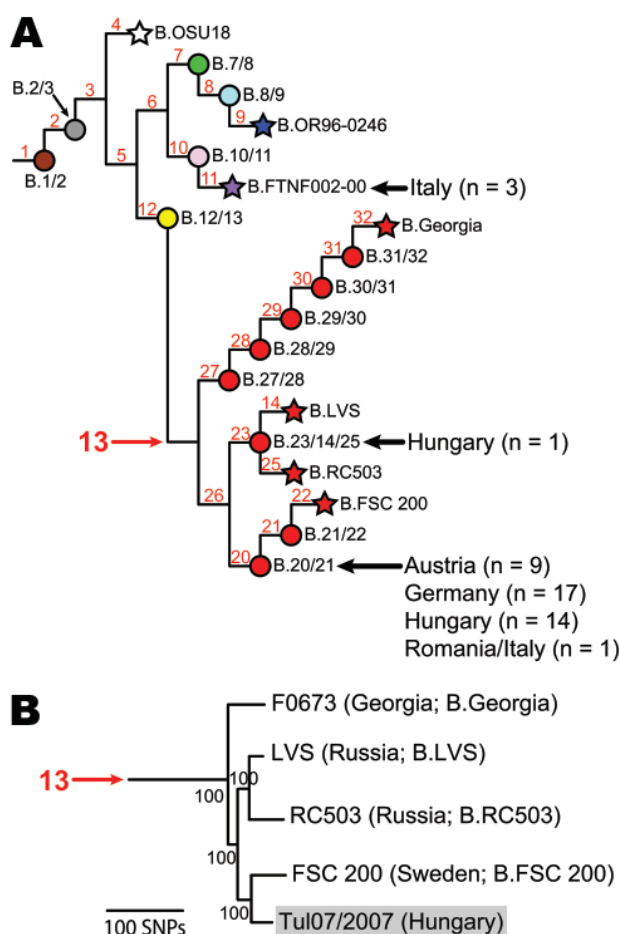 A
4
B.OSU18
7
B.7/8
B.2/3
3
8
B.8/9
6
2
9
B.OR96-0246
1
5
10
B.10/11
B.1/2
11
B.FTNF002-00
Italy (n = 3)
12
B.12/13
32
B.Georgia
31
B.31/32
30
B.30/31
29
B.29/30
28
B.28/29
27
B.27/28
14
B.LVS
13
23
B.23/14/25
Hungary (n = 1)
25
B.RC503
26
22
B.FSC 200
21
B.21/22
20
B.20/21
Austria (n = 9)
Germany (n = 17)
Hungary (n = 14)
Romania/Italy (n = 1)
B
F0673 (Georgia; B.Georgia)
LVS (Russia; B.LVS)
13
100
100
RC503 (Russia; B.RC503)
100
FSC 200 (Sweden; B.FSC 200)
100
Tul07/2007 (Hungary)
100 SNPs